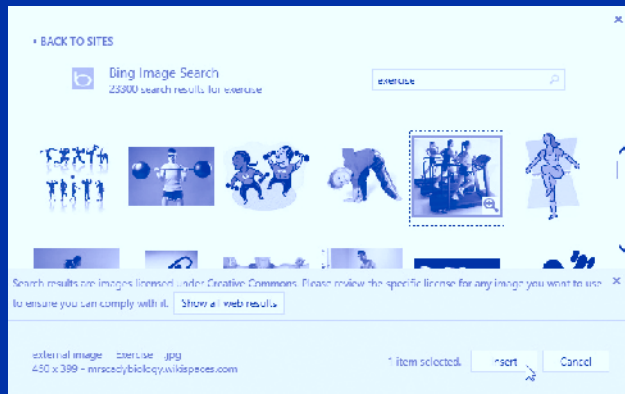 • BACK TO SITES
Bing Image Search
23300 search results for exercise
exercise
Search results are images licensed under Creative Commons. Please review the specific license for any image you want to use
to ensure you can comply with it. Show all web results
external image Exercise .jpg
1 item selected. Insert Cancel
460 x 399 - mrscadybiology.wikispaces.com